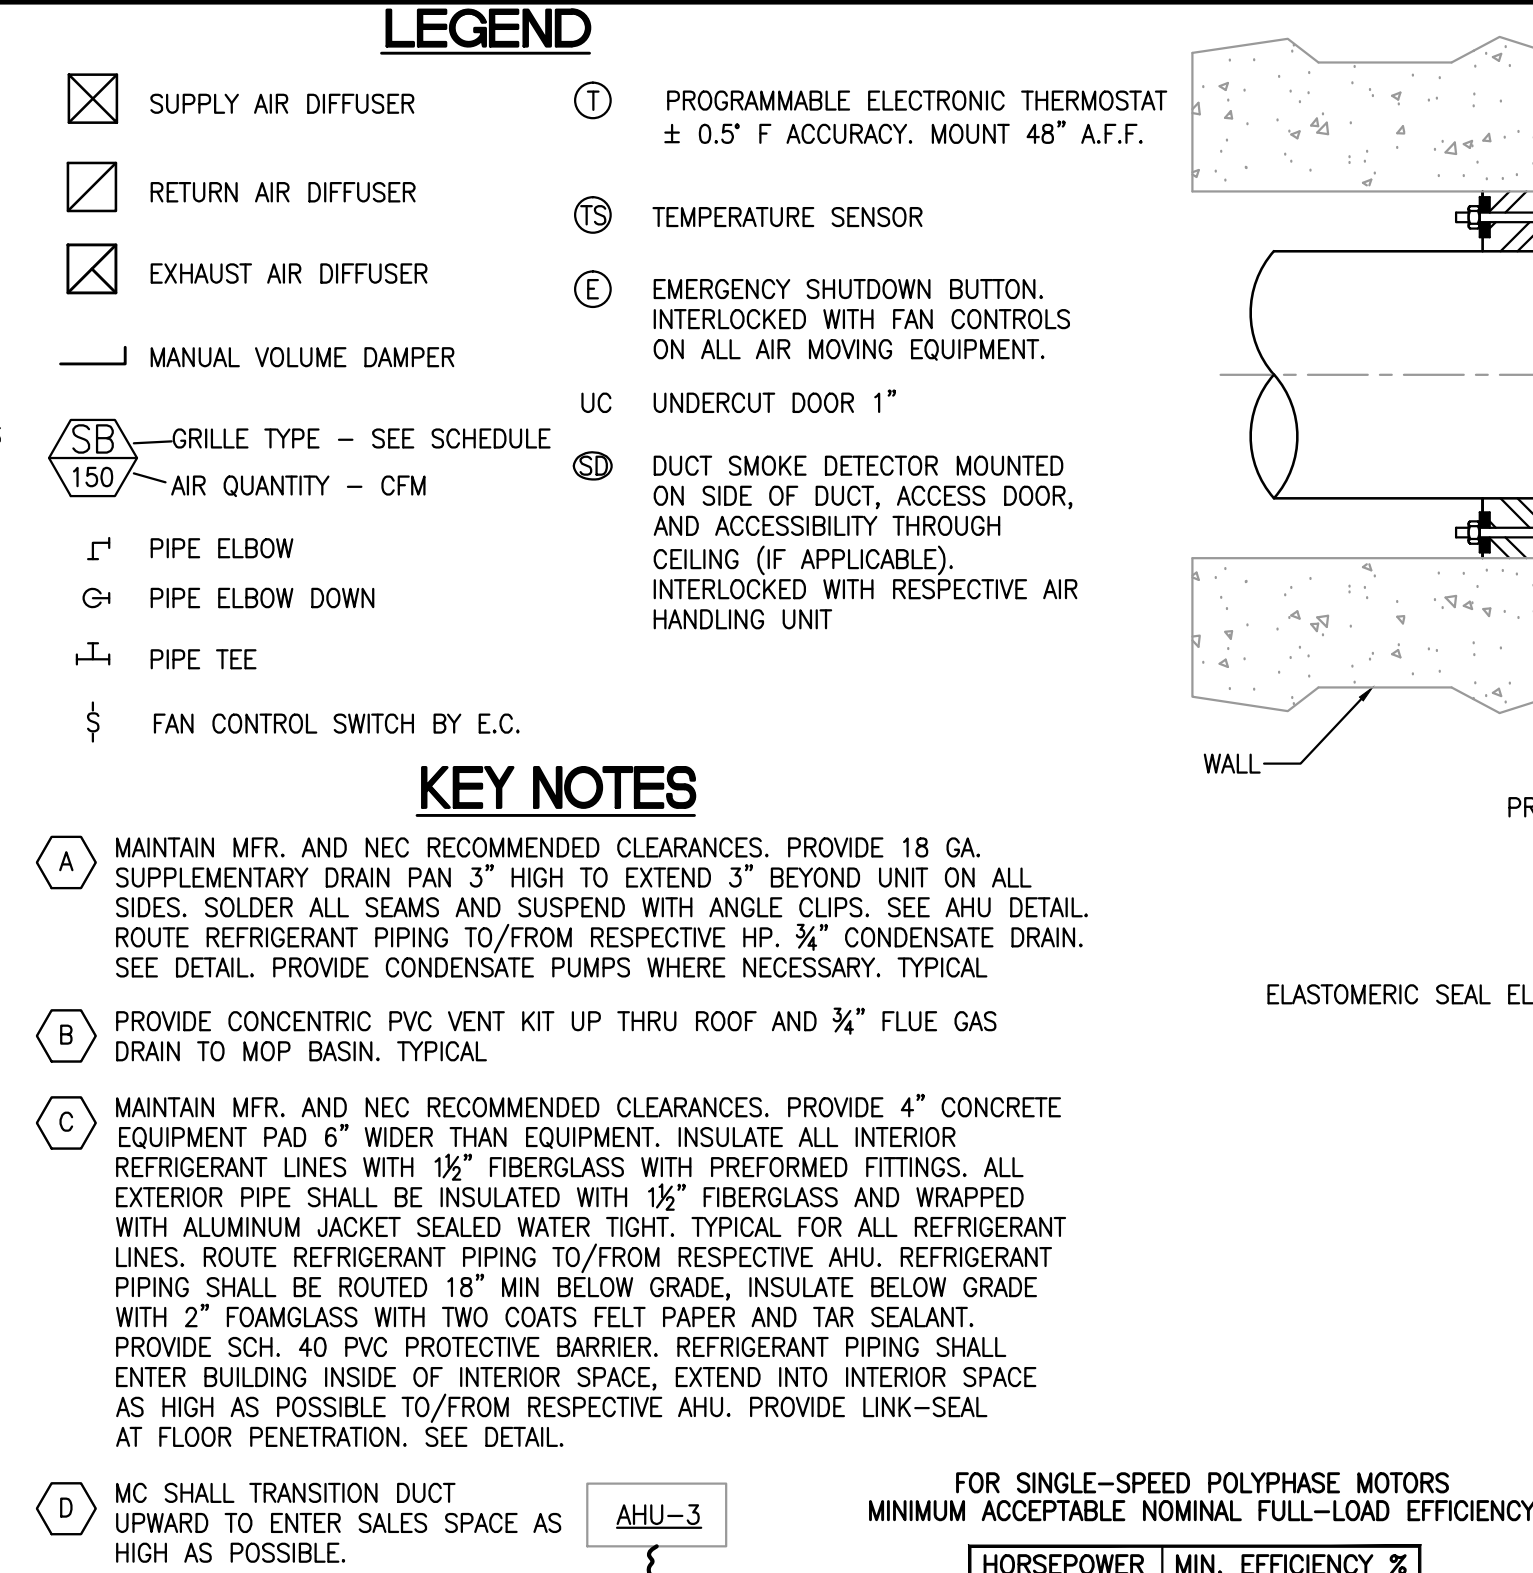 LEGEND
SUPPLY AIR DIFFUSER
RETURN AIR DIFFUSER
EXHAUST AIR DIFFUSER
MANUAL VOLUME DAMPER
SB
GRILLE TYPE – SEE SCHEDULE
150
AIR QUANTITY – CFM
PIPE ELBOW
PIPE ELBOW DOWN
PIPE TEE
$ FAN CONTROL SWITCH BY E.C.
T PROGRAMMABLE ELECTRONIC THERMOSTAT
± 0.5° F ACCURACY. MOUNT 48" A.F.F.
TS TEMPERATURE SENSOR
E EMERGENCY SHUTDOWN BUTTON.
INTERLOCKED WITH FAN CONTROLS
ON ALL AIR MOVING EQUIPMENT.
UC UNDERCUT DOOR 1"
SD DUCT SMOKE DETECTOR MOUNTED
ON SIDE OF DUCT, ACCESS DOOR,
AND ACCESSIBILITY THROUGH
CEILING (IF APPLICABLE).
INTERLOCKED WITH RESPECTIVE AIR
HANDLING UNIT
WALL
PR
ELASTOMERIC SEAL EL
KEY NOTES
A MAINTAIN MFR. AND NEC RECOMMENDED CLEARANCES. PROVIDE 18 GA.
SUPPLEMENTARY DRAIN PAN 3" HIGH TO EXTEND 3" BEYOND UNIT ON ALL
SIDES. SOLDER ALL SEAMS AND SUSPEND WITH ANGLE CLIPS. SEE AHU DETAIL.
ROUTE REFRIGERANT PIPING TO/FROM RESPECTIVE HP. ¾" CONDENSATE DRAIN.
SEE DETAIL. PROVIDE CONDENSATE PUMPS WHERE NECESSARY. TYPICAL
B PROVIDE CONCENTRIC PVC VENT KIT UP THRU ROOF AND ¾" FLUE GAS
DRAIN TO MOP BASIN. TYPICAL
C MAINTAIN MFR. AND NEC RECOMMENDED CLEARANCES. PROVIDE 4" CONCRETE
EQUIPMENT PAD 6" WIDER THAN EQUIPMENT. INSULATE ALL INTERIOR
REFRIGERANT LINES WITH 1½" FIBERGLASS WITH PREFORMED FITTINGS. ALL
EXTERIOR PIPE SHALL BE INSULATED WITH 1½" FIBERGLASS AND WRAPPED
WITH ALUMINUM JACKET SEALED WATER TIGHT. TYPICAL FOR ALL REFRIGERANT
LINES. ROUTE REFRIGERANT PIPING TO/FROM RESPECTIVE AHU. REFRIGERANT
PIPING SHALL BE ROUTED 18" MIN BELOW GRADE, INSULATE BELOW GRADE
WITH 2" FOAMGLASS WITH TWO COATS FELT PAPER AND TAR SEALANT.
PROVIDE SCH. 40 PVC PROTECTIVE BARRIER. REFRIGERANT PIPING SHALL
ENTER BUILDING INSIDE OF INTERIOR SPACE, EXTEND INTO INTERIOR SPACE
AS HIGH AS POSSIBLE TO/FROM RESPECTIVE AHU. PROVIDE LINK–SEAL
AT FLOOR PENETRATION. SEE DETAIL.
D MC SHALL TRANSITION DUCT
UPWARD TO ENTER SALES SPACE AS
HIGH AS POSSIBLE.
AHU–3
FOR SINGLE–SPEED POLYPHASE MOTORS
MINIMUM ACCEPTABLE NOMINAL FULL–LOAD EFFICIENCY
HORSEPOWER MIN. EFFICIENCY %